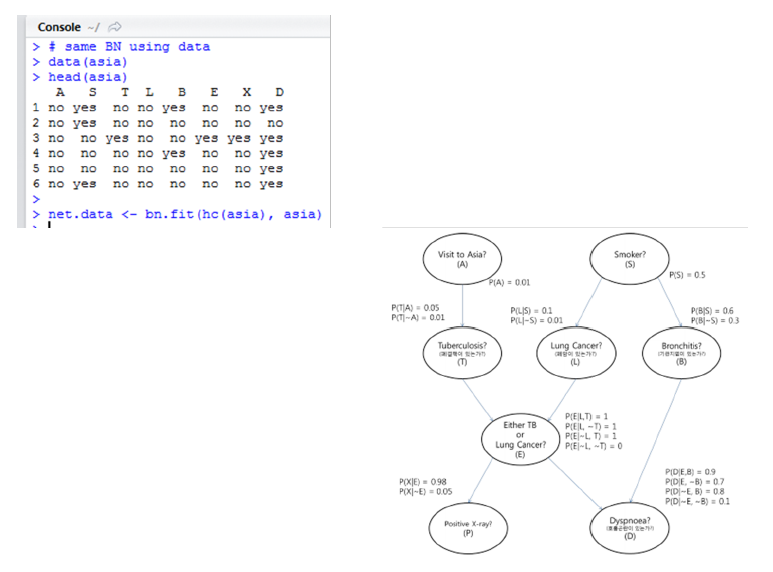 Console ~/
> # same BN using data
> data(asia)
> head(asia)
A S T L B E X D
1 no yes no no yes no no yes
2 no yes no no no no no no
3 no no yes no no yes yes yes
4 no no no no yes no no yes
5 no no no no no no no yes
6 no yes no no no no no yes
>
> net.data <- bn.fit(hc(asia), asia)
Visit to Asia?
(A)
P(A) = 0.01
Smoker?
(S)
P(S) = 0.5
P(T|A) = 0.05
P(T|~A) = 0.01
P(L|S) = 0.1
P(L|~S) = 0.01
P(B|S) = 0.6
P(B|~S) = 0.3
Tuberculosis?
(폐결핵이 있는가?)
(T)
Lung Cancer?
(폐암이 있는가?)
(L)
Bronchitis?
(기관지염이 있는가?)
(B)
Either TB
or
Lung Cancer?
(E)
P(E|L,T) = 1
P(E|L, ~T) = 1
P(E|~L, T) = 1
P(E|~L, ~T) = 0
P(X|E) = 0.98
P(X|~E) = 0.05
P(D|E,B) = 0.9
P(D|E, ~B) = 0.7
P(D|~E, B) = 0.8
P(D|~E, ~B) = 0.1
Positive X-ray?
(P)
Dyspnoea?
(호흡곤란이 있는가?)
(D)